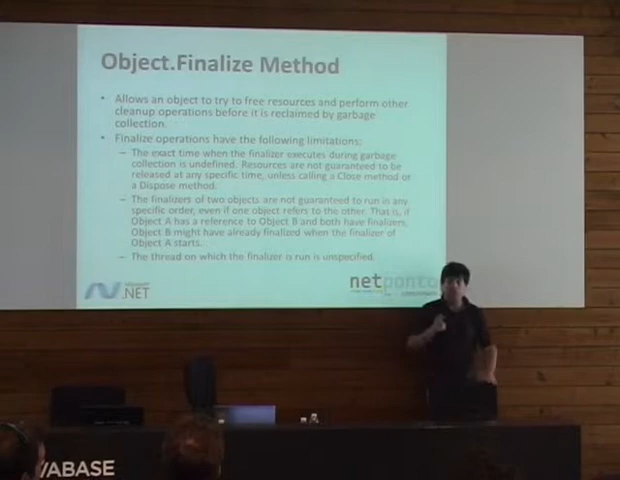 Object.Finalize Method
• Allows an object to try to free resources and perform other
cleanup operations before it is reclaimed by garbage
collection.
• Finalize operations have the following limitations:
– The exact time when the finalizer executes during garbage
collection is undefined. Resources are not guaranteed to be
released at any specific time, unless calling a Close method or
a Dispose method.
– The finalizers of two objects are not guaranteed to run in any
specific order, even if one object refers to the other. That is, if
Object A has a reference to Object B and both have finalizers,
Object B might have already finalized when the finalizer of
Object A starts.
– The thread on which the finalizer is run is unspecified.
Microsoft
.NET
netponto
VABASE